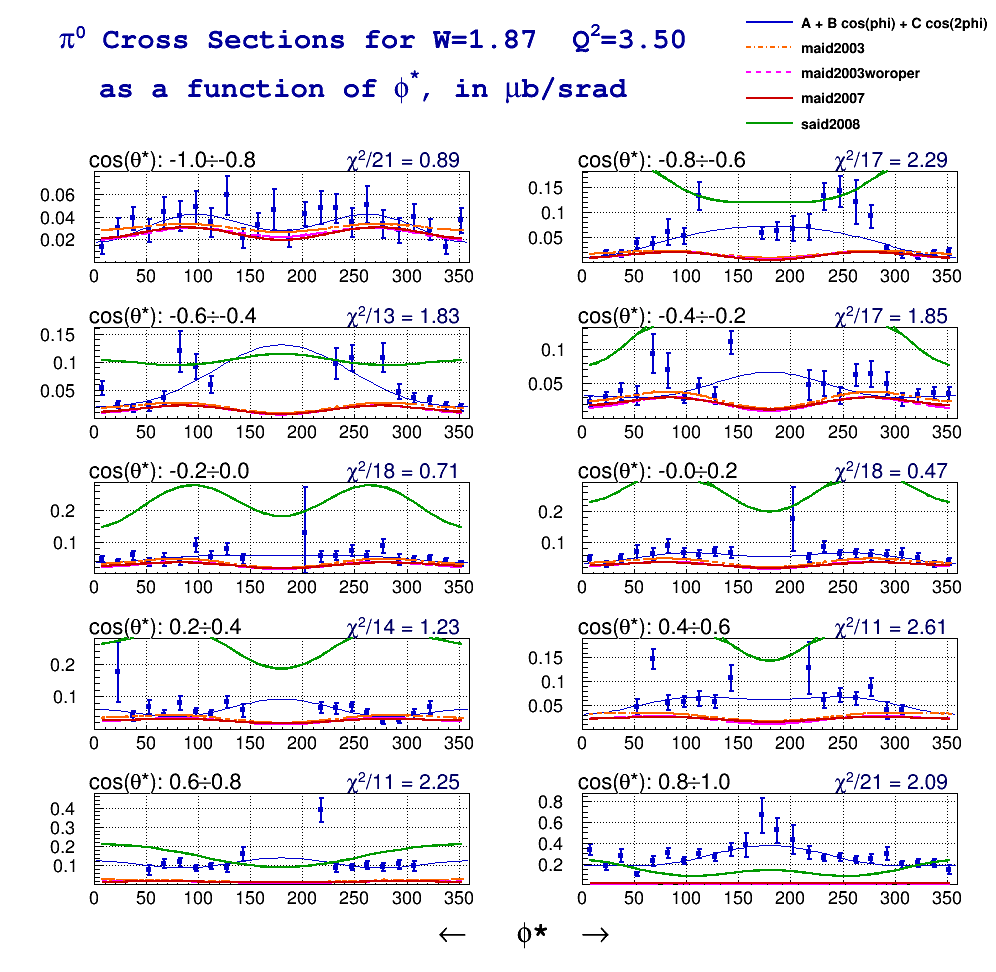 π⁰ Cross Sections for W=1.87 Q²=3.50
as a function of ϕ*, in μb/srad
A + B cos(phi) + C cos(2phi)
maid2003
maid2003woroper
maid2007
said2008
cos(θ*): -1.0÷-0.8 χ²/21 = 0.89
0.06
0.04
0.02
0 50 100 150 200 250 300 350
cos(θ*): -0.8÷-0.6 χ²/17 = 2.29
0.15
0.1
0.05
0 50 100 150 200 250 300 350
cos(θ*): -0.6÷-0.4 χ²/13 = 1.83
0.15
0.1
0.05
0 50 100 150 200 250 300 350
cos(θ*): -0.4÷-0.2 χ²/17 = 1.85
0.1
0.05
0 50 100 150 200 250 300 350
cos(θ*): -0.2÷0.0 χ²/18 = 0.71
0.2
0.1
0 50 100 150 200 250 300 350
cos(θ*): -0.0÷0.2 χ²/18 = 0.47
0.2
0.1
0 50 100 150 200 250 300 350
cos(θ*): 0.2÷0.4 χ²/14 = 1.23
0.2
0.1
0 50 100 150 200 250 300 350
cos(θ*): 0.4÷0.6 χ²/11 = 2.61
0.15
0.1
0.05
0 50 100 150 200 250 300 350
cos(θ*): 0.6÷0.8 χ²/11 = 2.25
0.4
0.3
0.2
0.1
0 50 100 150 200 250 300 350
cos(θ*): 0.8÷1.0 χ²/21 = 2.09
0.8
0.6
0.4
0.2
0 50 100 150 200 250 300 350
← ϕ* →